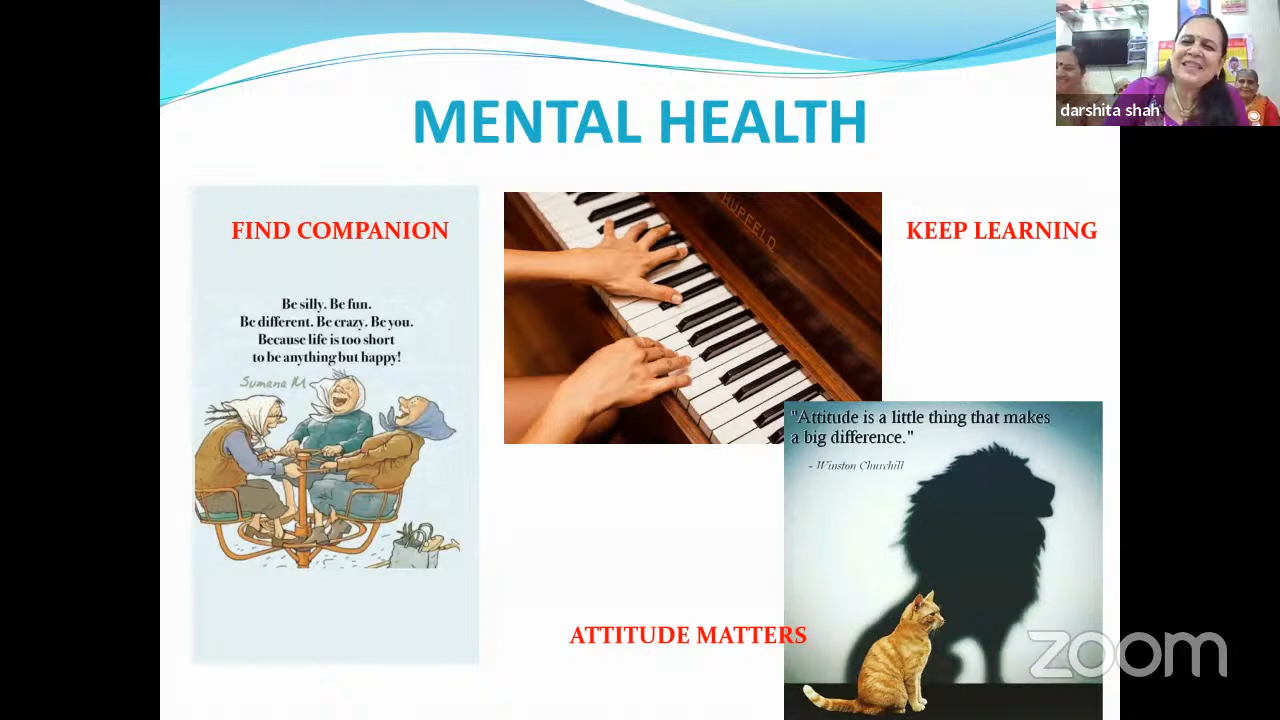 MENTAL HEALTH
darshita shah
FIND COMPANION
KEEP LEARNING
HUPFELD
Be silly. Be fun.
Be different. Be crazy. Be you.
Because life is too short
to be anything but happy!
Sumana M
"Attitude is a little thing that makes
a big difference."
- Winston Churchill
ATTITUDE MATTERS
zoom